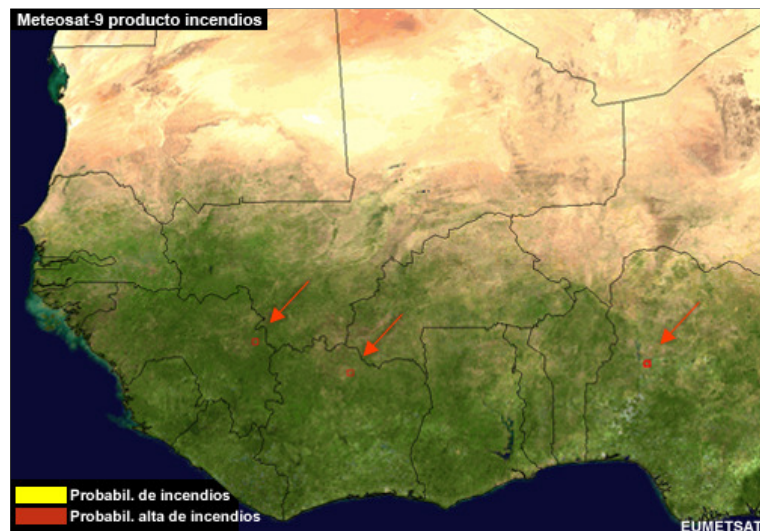 Meteosat-9 producto incendios
Probabil. de incendios
Probabil. alta de incendios
EUMETSAT